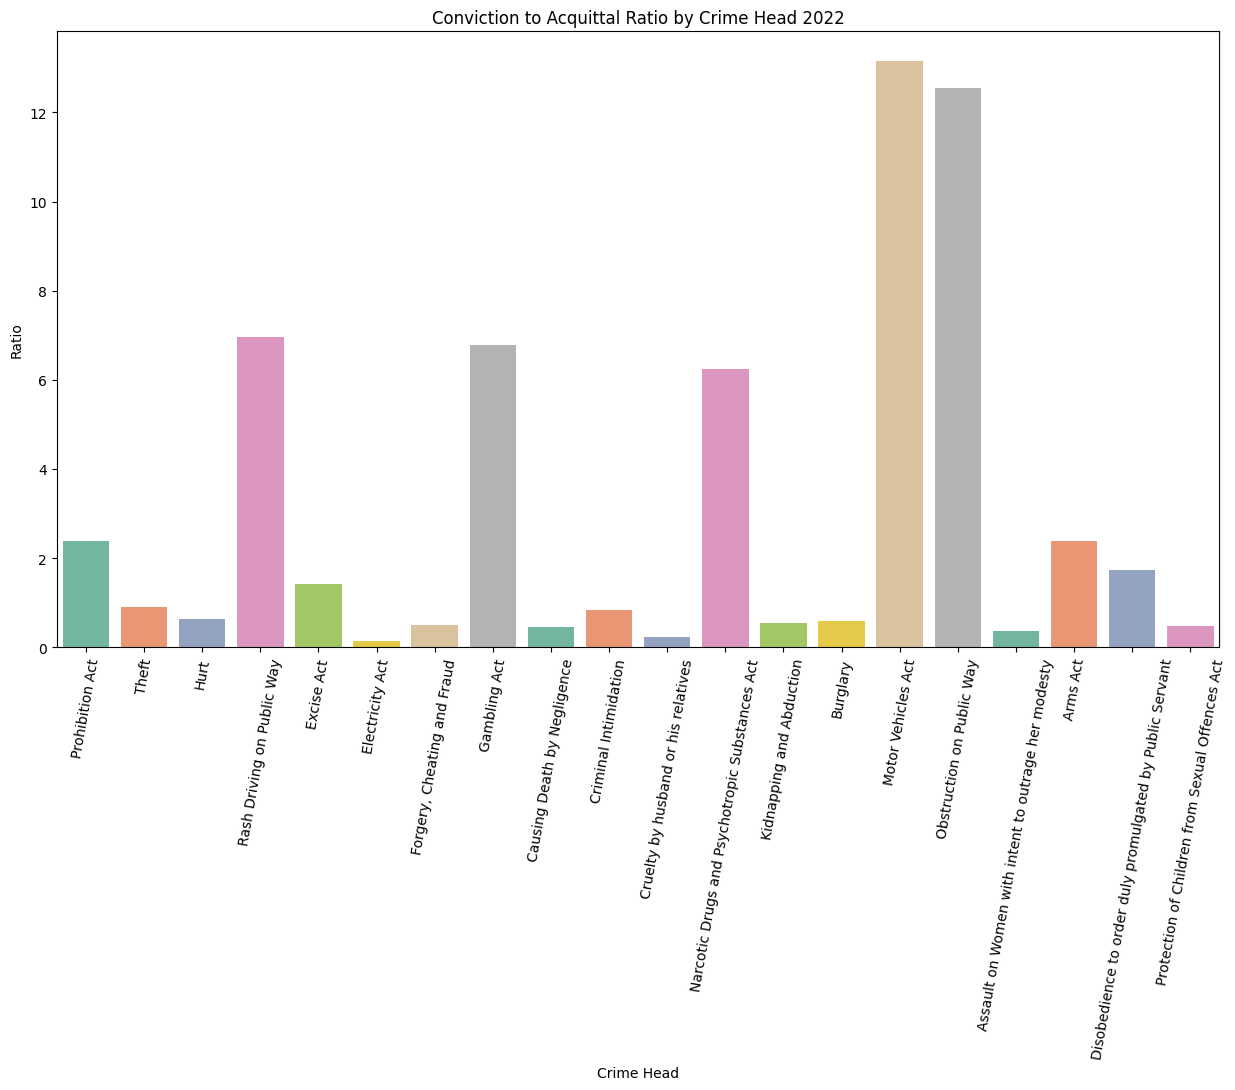 Conviction to Acquittal Ratio by Crime Head 2022
Ratio
12
10
8
6
4
2
0
Prohibition Act
Theft
Hurt
Rash Driving on Public Way
Excise Act
Electricity Act
Forgery, Cheating and Fraud
Gambling Act
Causing Death by Negligence
Criminal Intimidation
Cruelty by husband or his relatives
Narcotic Drugs and Psychotropic Substances Act
Kidnapping and Abduction
Burglary
Motor Vehicles Act
Obstruction on Public Way
Assault on Women with intent to outrage her modesty
Arms Act
Disobedience to order duly promulgated by Public Servant
Protection of Children from Sexual Offences Act
Crime Head